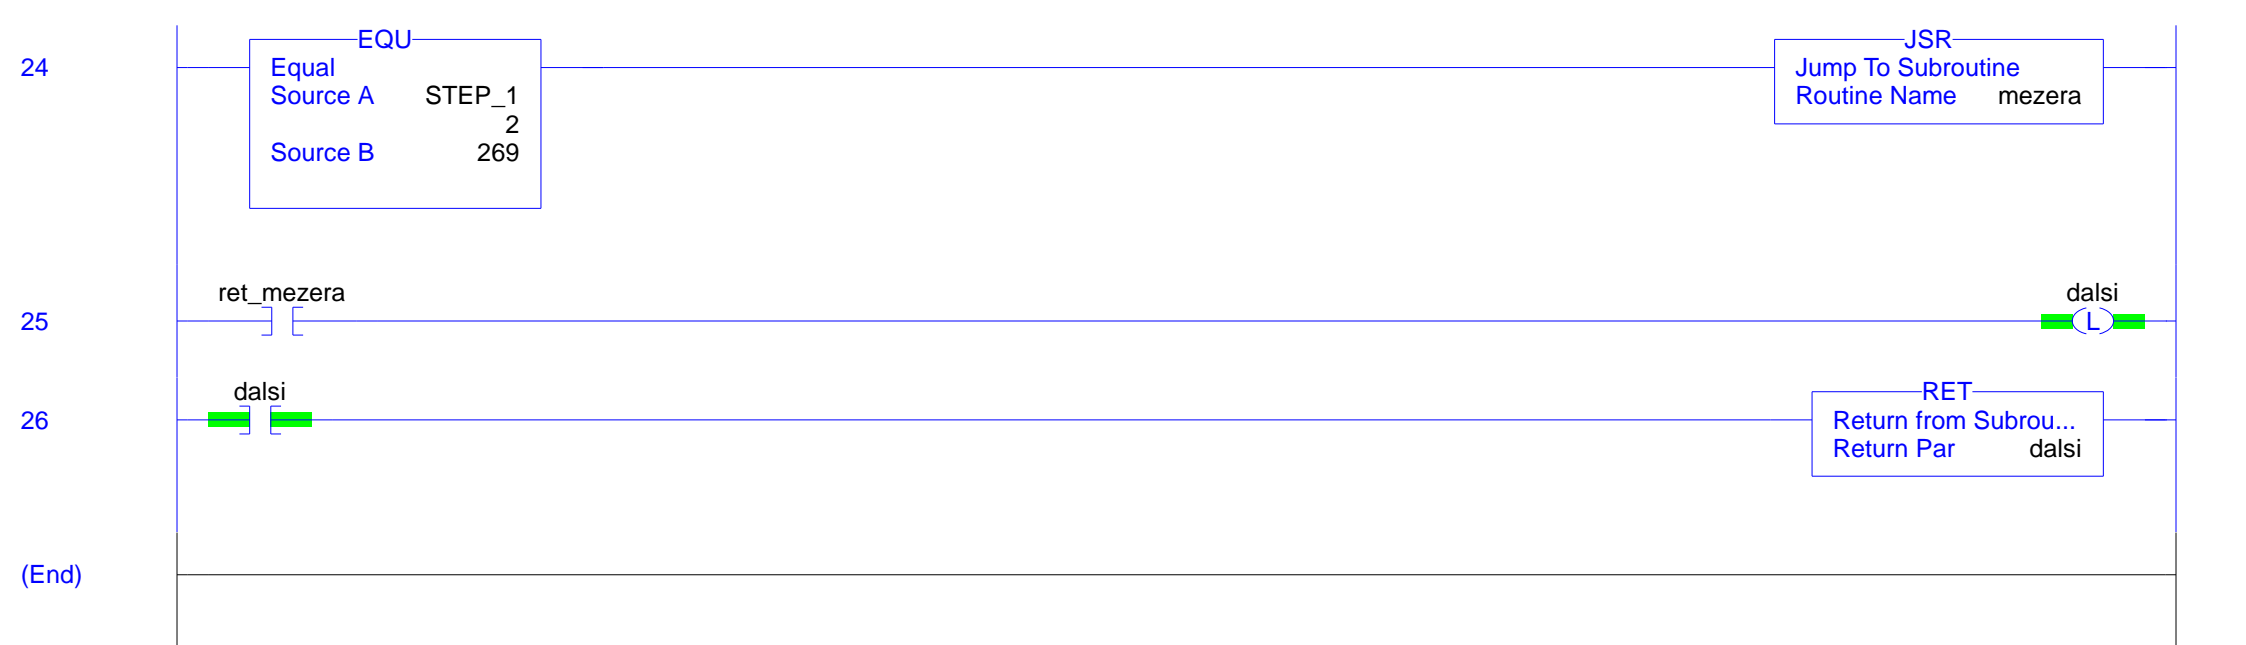 EQU
JSR
24
Equal
Jump To Subroutine
Source A STEP_1
Routine Name mezera
2
Source B 269
ret_mezera
dalsi
25
L
dalsi
RET
26
Return from Subrou...
Return Par dalsi
(End)